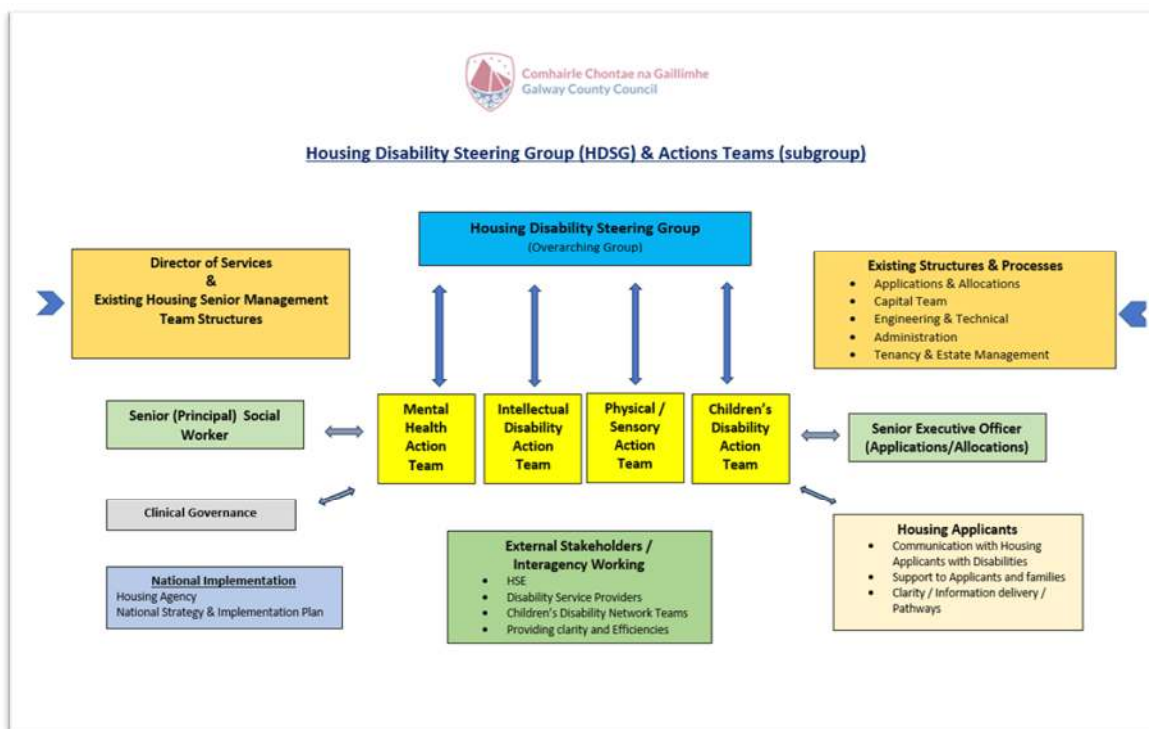 Comhairle Chontae na Gaillimhe
Galway County Council
Housing Disability Steering Group (HDSG) & Actions Teams (subgroup)
Housing Disability Steering Group
(Overarching Group)
Director of Services
&
Existing Housing Senior Management
Team Structures
Existing Structures & Processes
• Applications & Allocations
• Capital Team
• Engineering & Technical
• Administration
• Tenancy & Estate Management
Senior (Principal) Social
Worker
Mental
Health
Action
Team
Intellectual
Disability
Action
Team
Physical /
Sensory
Action
Team
Children's
Disability
Action
Team
Senior Executive Officer
(Applications/Allocations)
Clinical Governance
National Implementation
Housing Agency
National Strategy & Implementation Plan
External Stakeholders /
Interagency Working
• HSE
• Disability Service Providers
• Children's Disability Network Teams
• Providing clarity and Efficiencies
Housing Applicants
• Communication with Housing
Applicants with Disabilities
• Support to Applicants and families
• Clarity / Information delivery /
Pathways